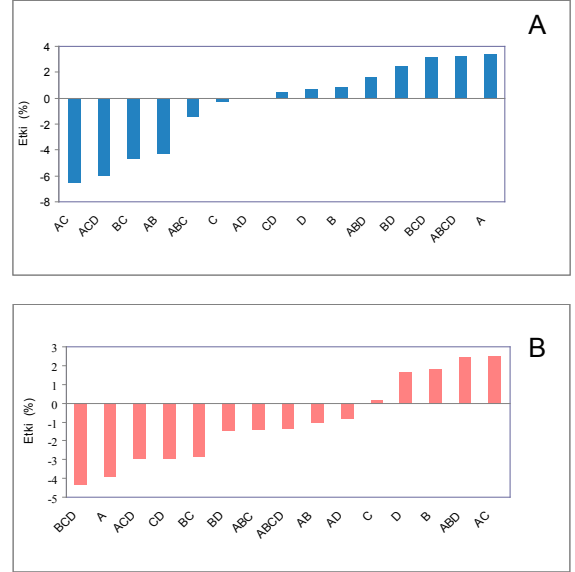 A
4
2
0
-2
-4
-6
-8
Etki (%)
AC ACD BC AB ABC C AD CD D B ABD BD BCD ABCD A
B
3
2
1
0
-1
-2
-3
-4
-5
Etki (%)
BCD A ACD CD BC BD ABC ABCD AB AD C D B ABD AC